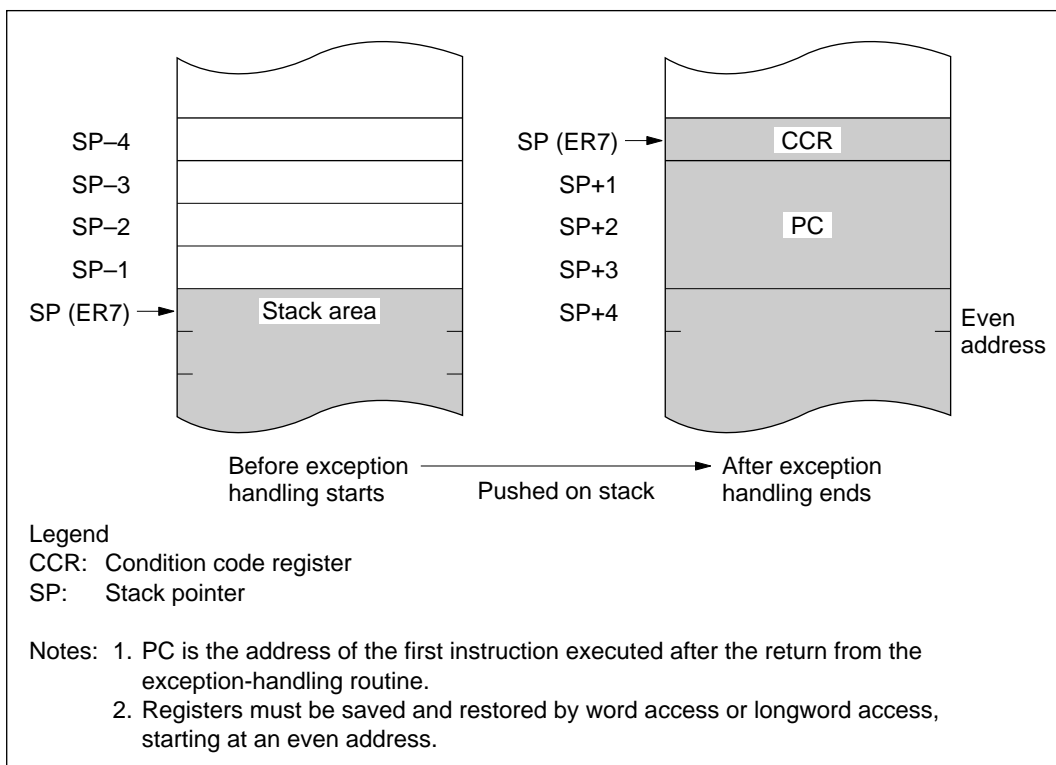 SP–4
SP–3
SP–2
SP–1
SP (ER7)
Stack area
SP (ER7)
SP+1
SP+2
SP+3
SP+4
CCR
PC
Even
address
Before exception
handling starts
Pushed on stack
After exception
handling ends
Legend
CCR: Condition code register
SP: Stack pointer
Notes: 1. PC is the address of the first instruction executed after the return from the
exception-handling routine.
2. Registers must be saved and restored by word access or longword access,
starting at an even address.